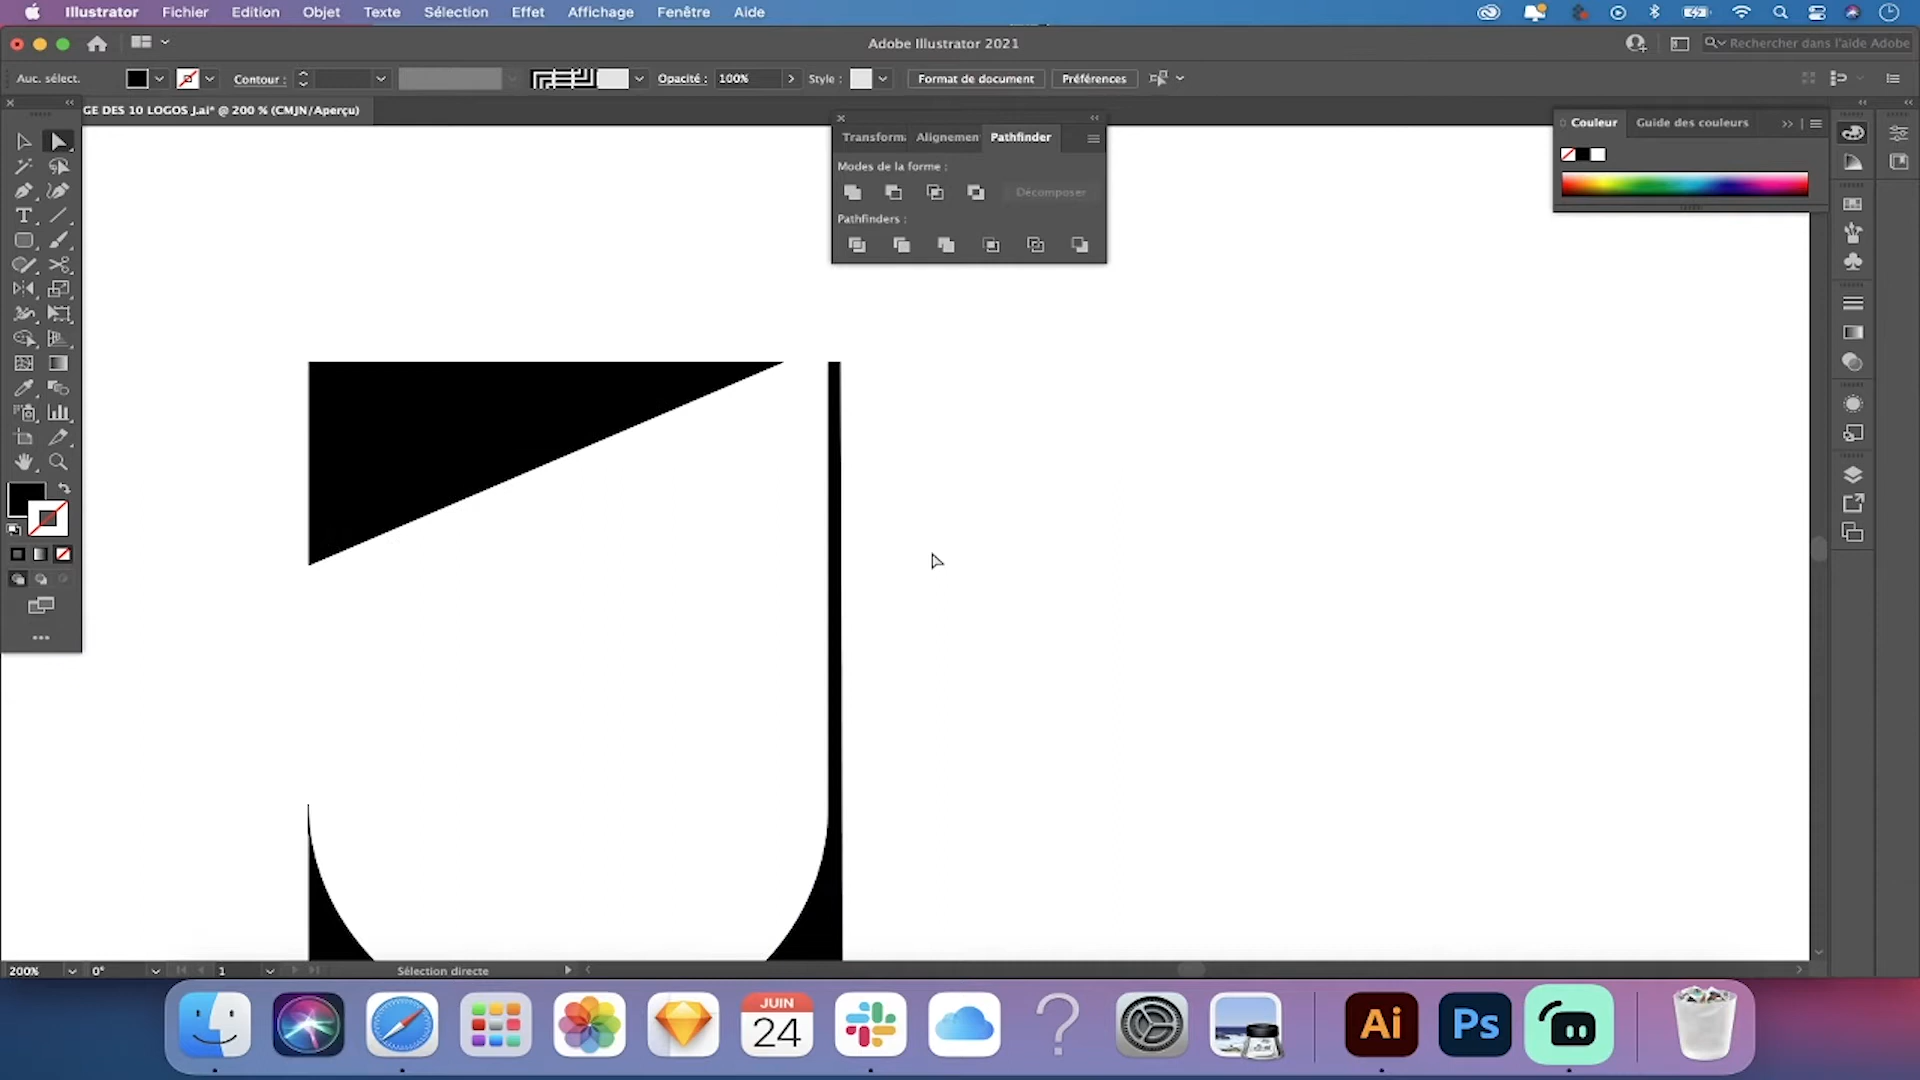 Illustrator Fichier Edition Objet Texte Sélection Effet Affichage Fenêtre Aide
Adobe Illustrator 2021
Rechercher dans l'aide Adobe
Auc. sélect. Contour : Opacité : 100% Style : Format de document Préférences
GE DES 10 LOGOS J.ai* @ 200 % (CMJN/Aperçu)
Transform Alignemen Pathfinder
Modes de la forme :
Décomposer
Pathfinders :
Couleur Guide des couleurs
T
200% 0° 1 Sélection directe
JUIN
24
?
Ai
Ps